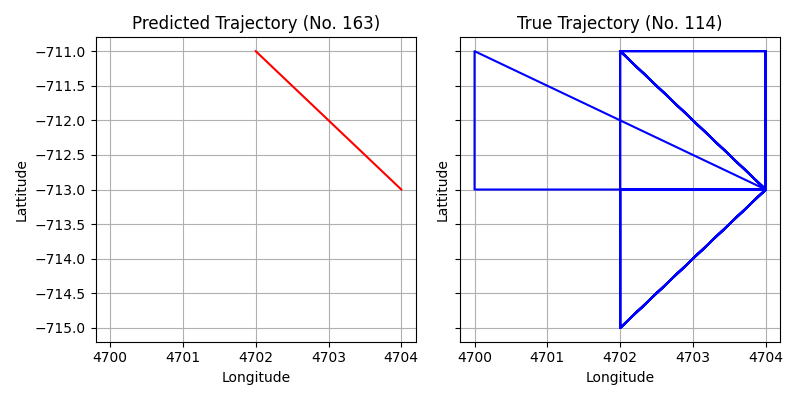 Predicted Trajectory (No. 163)
True Trajectory (No. 114)
−711.0
−711.5
−712.0
−712.5
−713.0
−713.5
−714.0
−714.5
−715.0
Lattitude
Lattitude
4700 4701 4702 4703 4704
4700 4701 4702 4703 4704
Longitude
Longitude